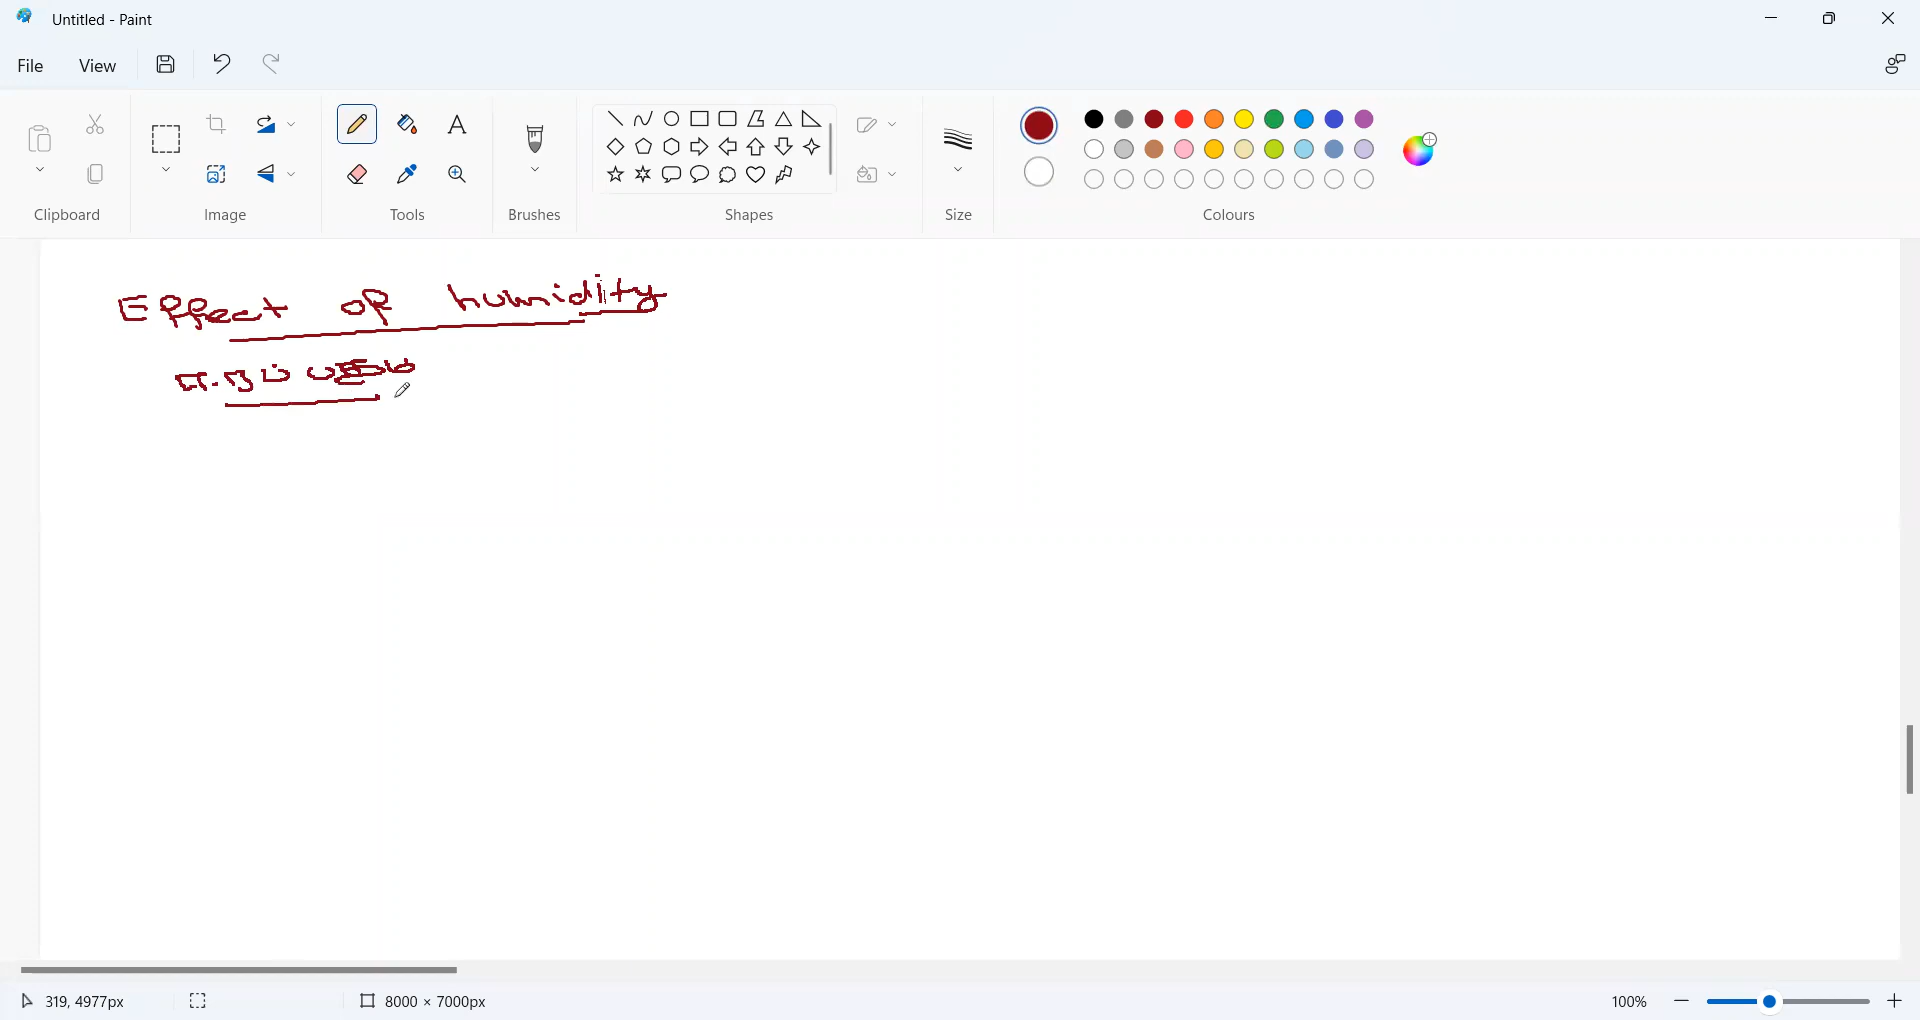 Untitled - Paint
File View
Clipboard Image Tools Brushes Shapes Size Colours
Effect of humidity
319, 4977px 8000 × 7000px 100%